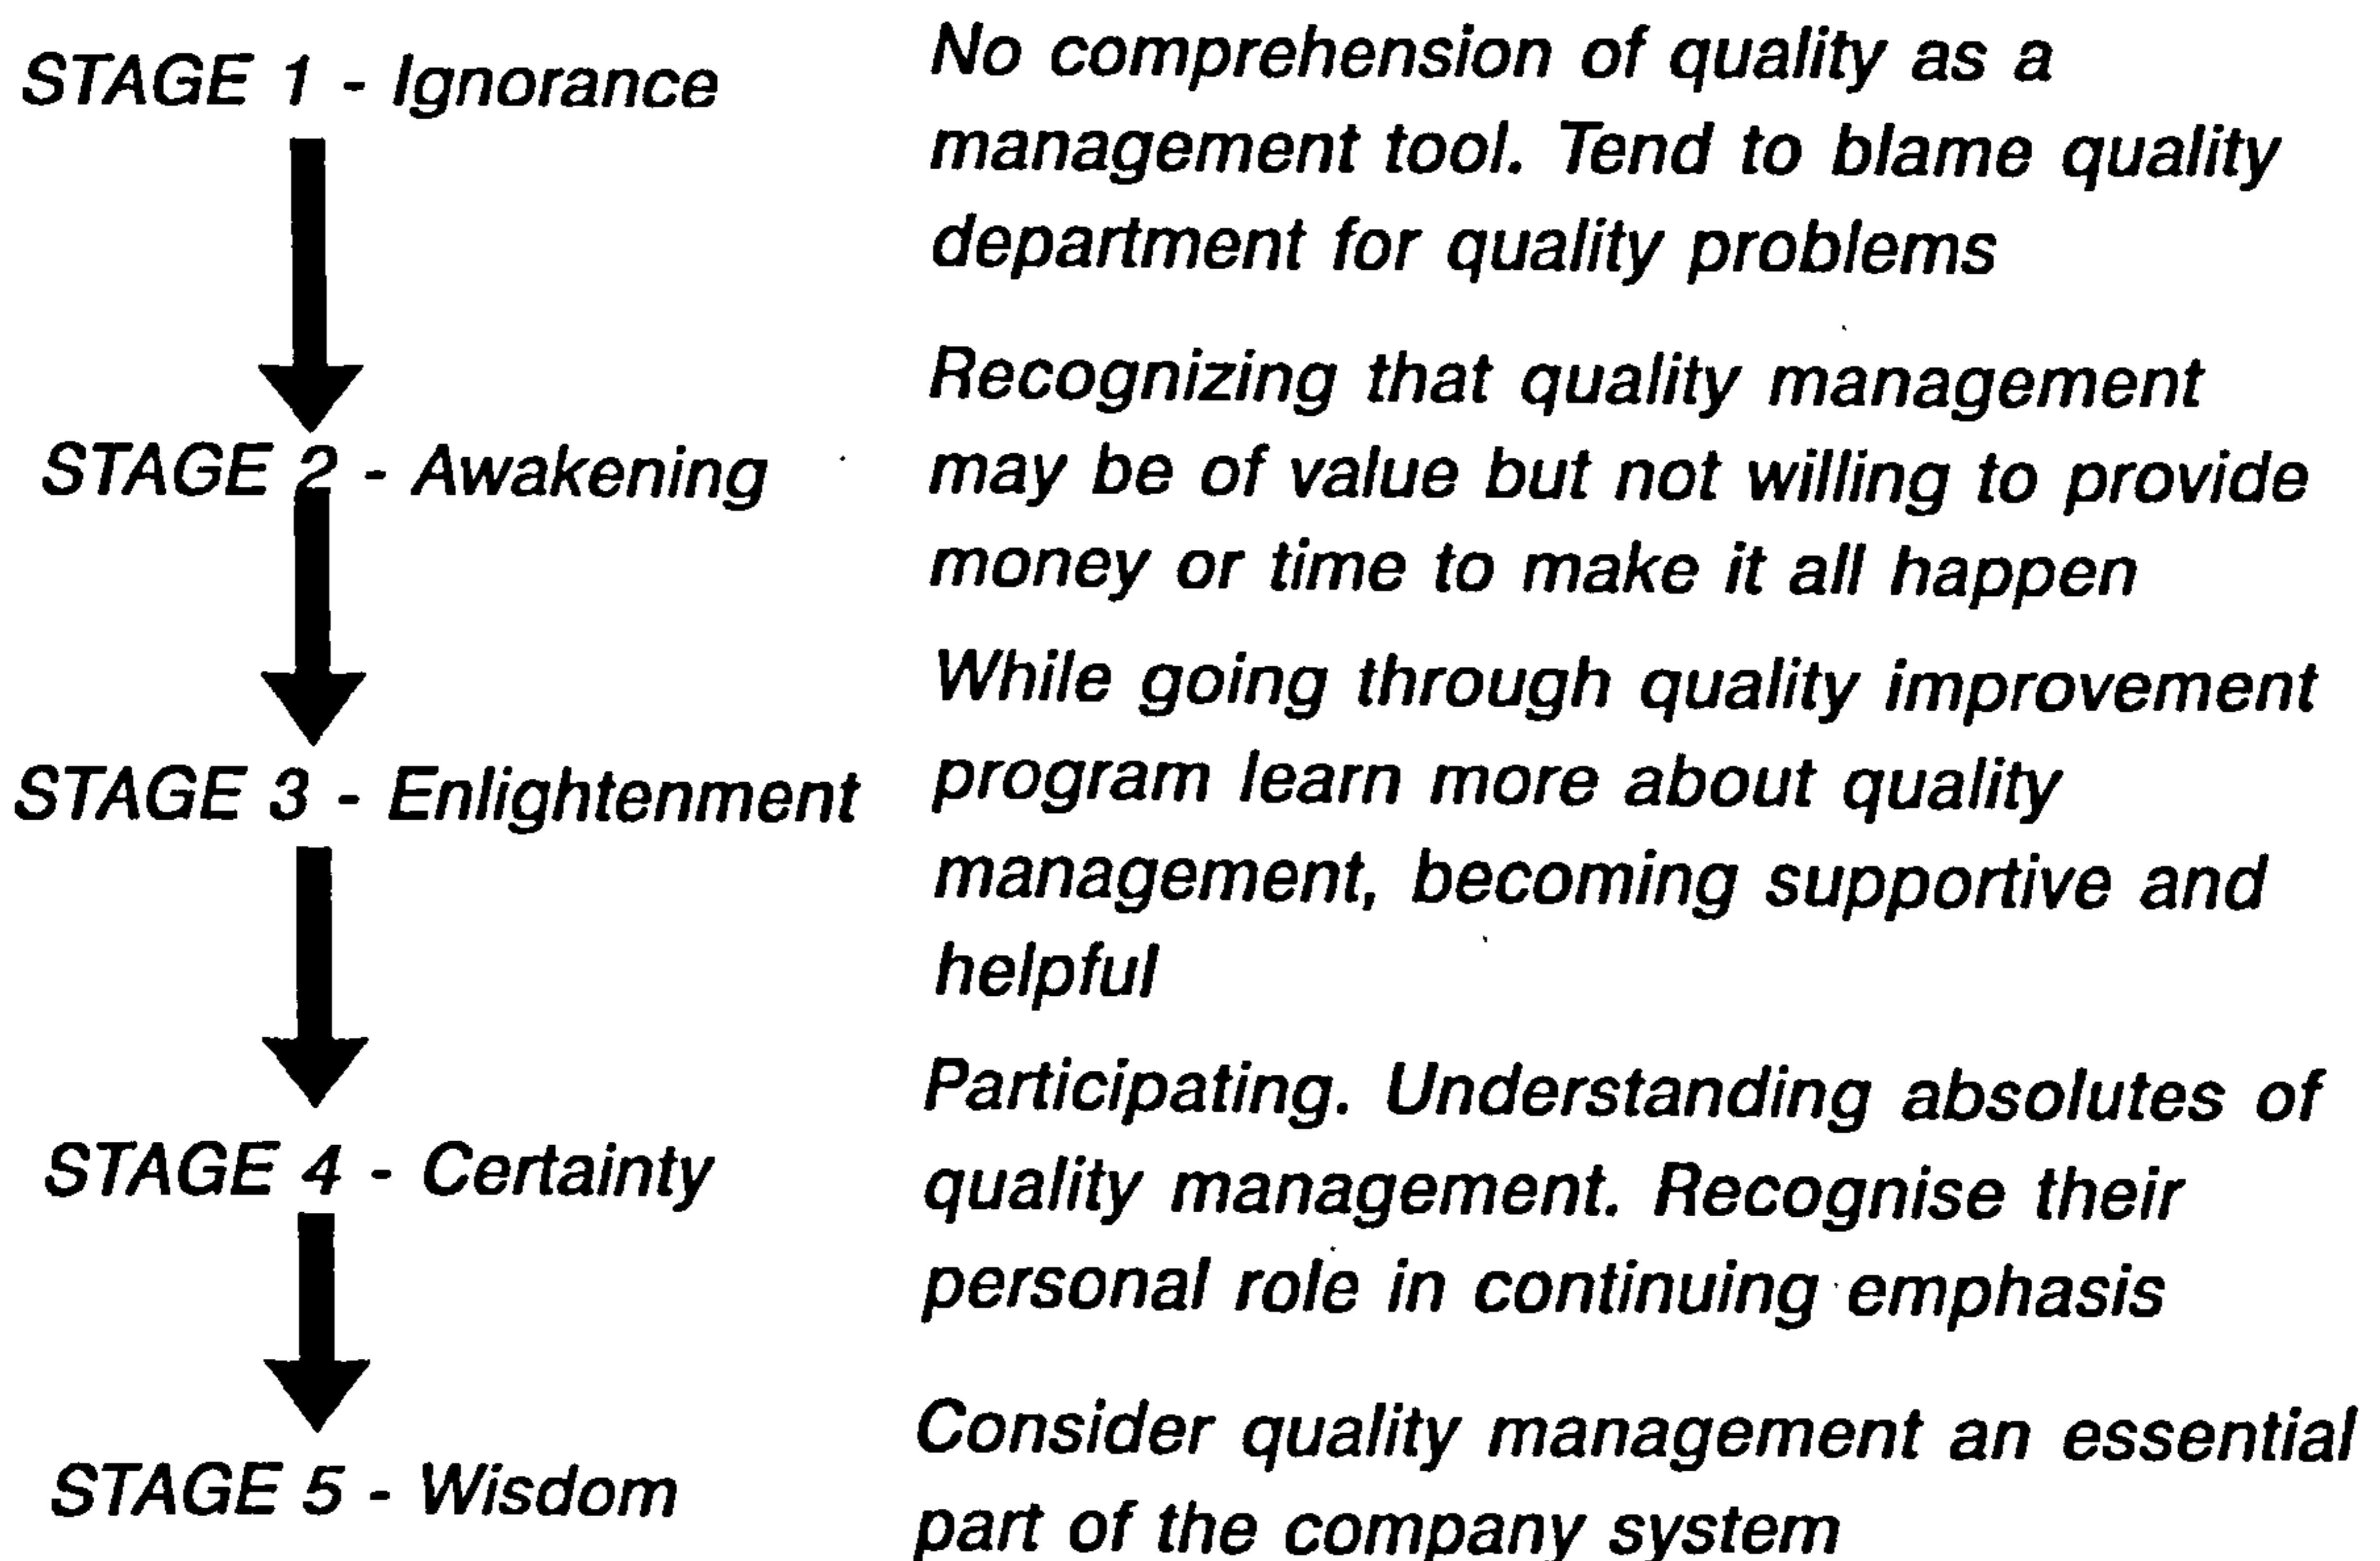 STAGE 1 - Ignorance
No comprehension of quality as a
management tool. Tend to blame quality
department for quality problems
STAGE 2 - Awakening
Recognizing that quality management
may be of value but not willing to provide
money or time to make it all happen
STAGE 3 - Enlightenment
While going through quality improvement
program learn more about quality
management, becoming supportive and
helpful
STAGE 4 - Certainty
Participating. Understanding absolutes of
quality management. Recognise their
personal role in continuing emphasis
STAGE 5 - Wisdom
Consider quality management an essential
part of the company system